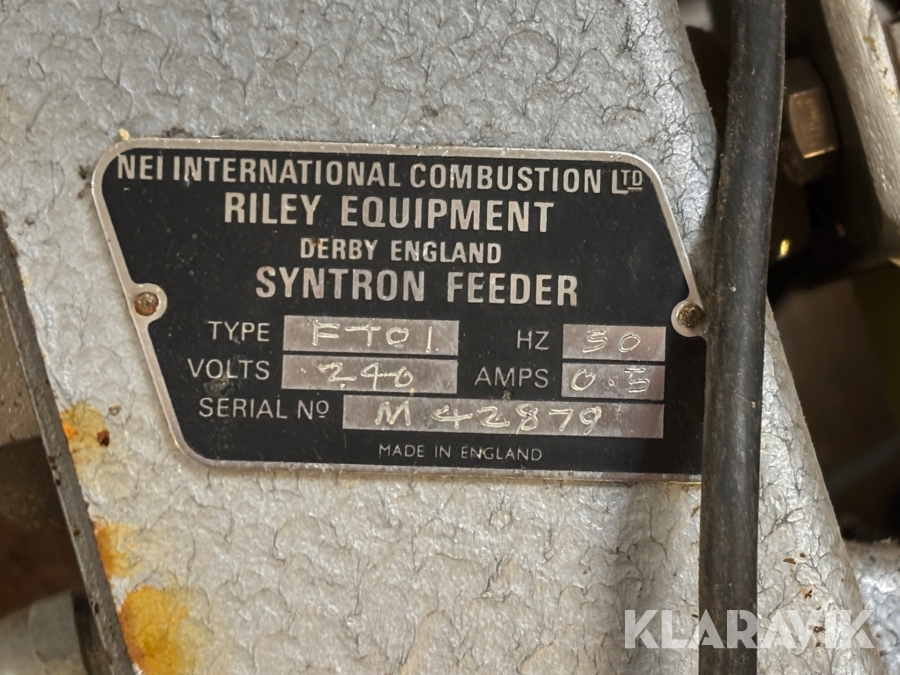 NEI INTERNATIONAL COMBUSTION LTD
RILEY EQUIPMENT
DERBY ENGLAND
SYNTRON FEEDER
TYPE FT01 HZ 50
VOLTS 240 AMPS 0.5
SERIAL NO M42879
MADE IN ENGLAND
KLARAVIK